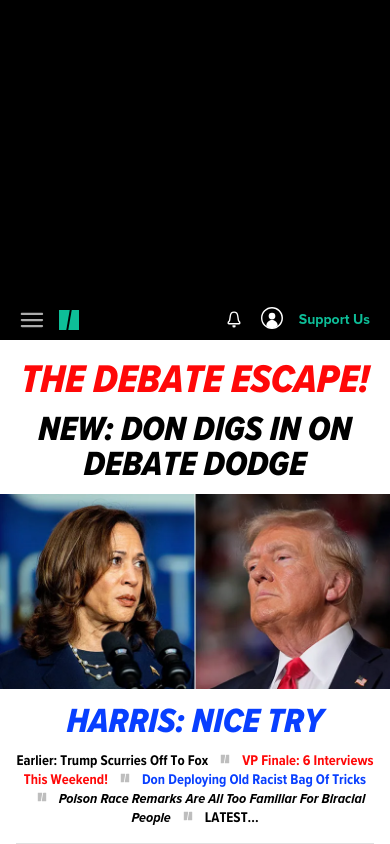 Support Us
THE DEBATE ESCAPE!
NEW: DON DIGS IN ON
DEBATE DODGE
HARRIS: NICE TRY
Earlier: Trump Scurries Off To Fox VP Finale: 6 Interviews
This Weekend! Don Deploying Old Racist Bag Of Tricks
Poison Race Remarks Are All Too Familiar For Biracial
People LATEST...